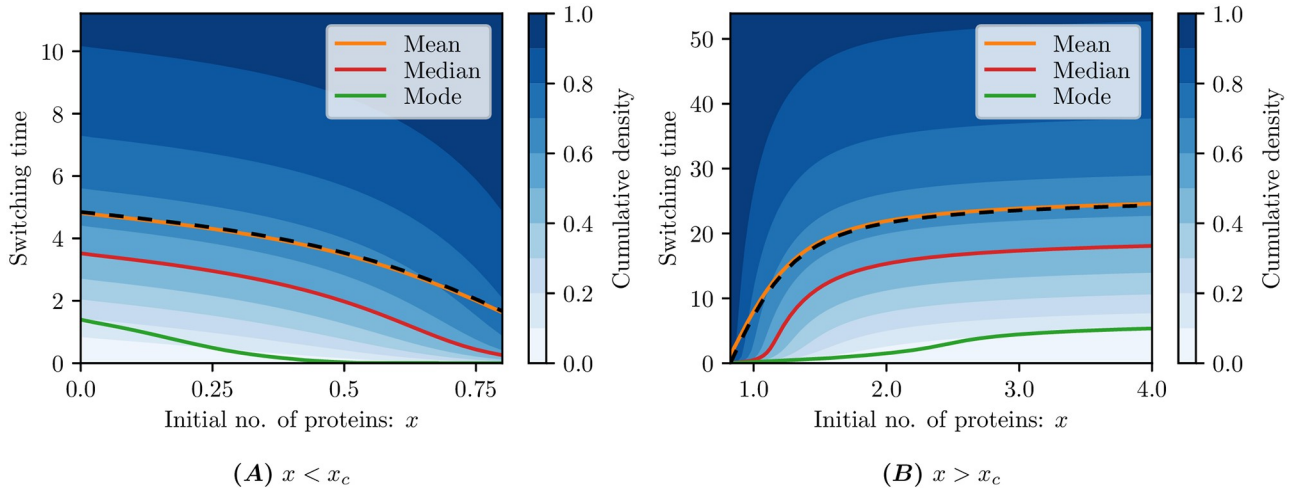 10
8
6
4
2
0
Switching time
0.0
0.25
0.5
0.75
Initial no. of proteins: x
Mean
Median
Mode
1.0
0.8
0.6
0.4
0.2
0.0
Cumulative density
(A) x < x_c
50
40
30
20
10
0
Switching time
1.0
2.0
3.0
4.0
Initial no. of proteins: x
Mean
Median
Mode
1.0
0.8
0.6
0.4
0.2
0.0
Cumulative density
(B) x > x_c